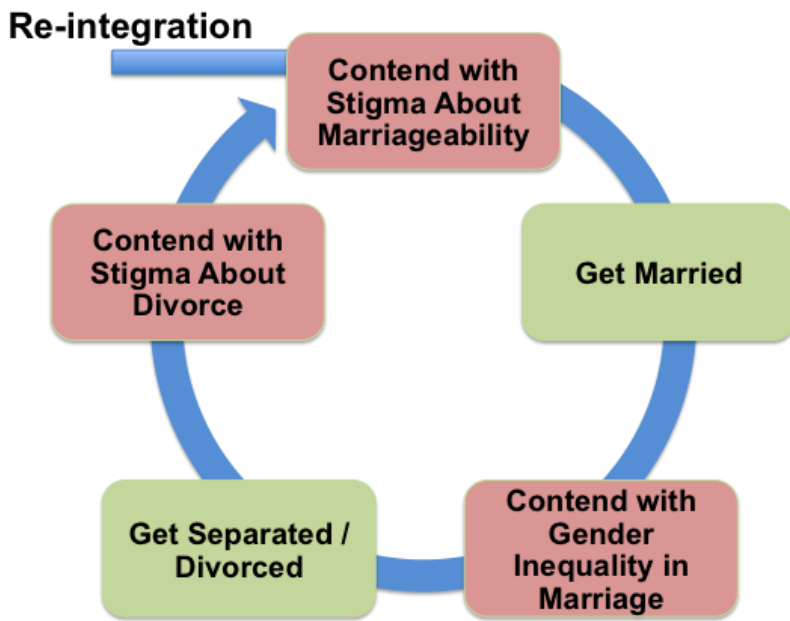 Re-integration
Contend with
Stigma About
Marriageability
Get Married
Contend with
Gender
Inequality in
Marriage
Get Separated /
Divorced
Contend with
Stigma About
Divorce